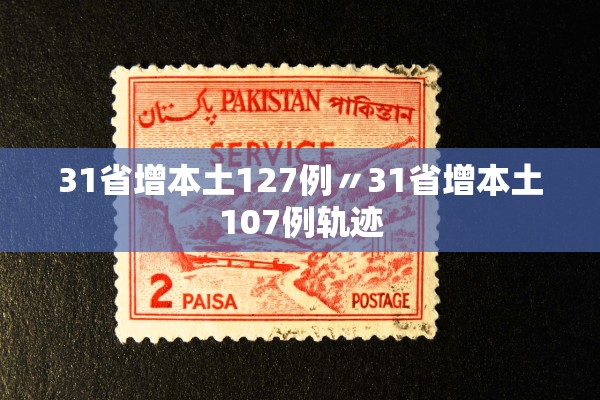 پاکستان PAKISTAN পাকিস্তান
SERVICE
31省增本土127例〃31省增本土
107例轨迹
2 PAISA POSTAGE